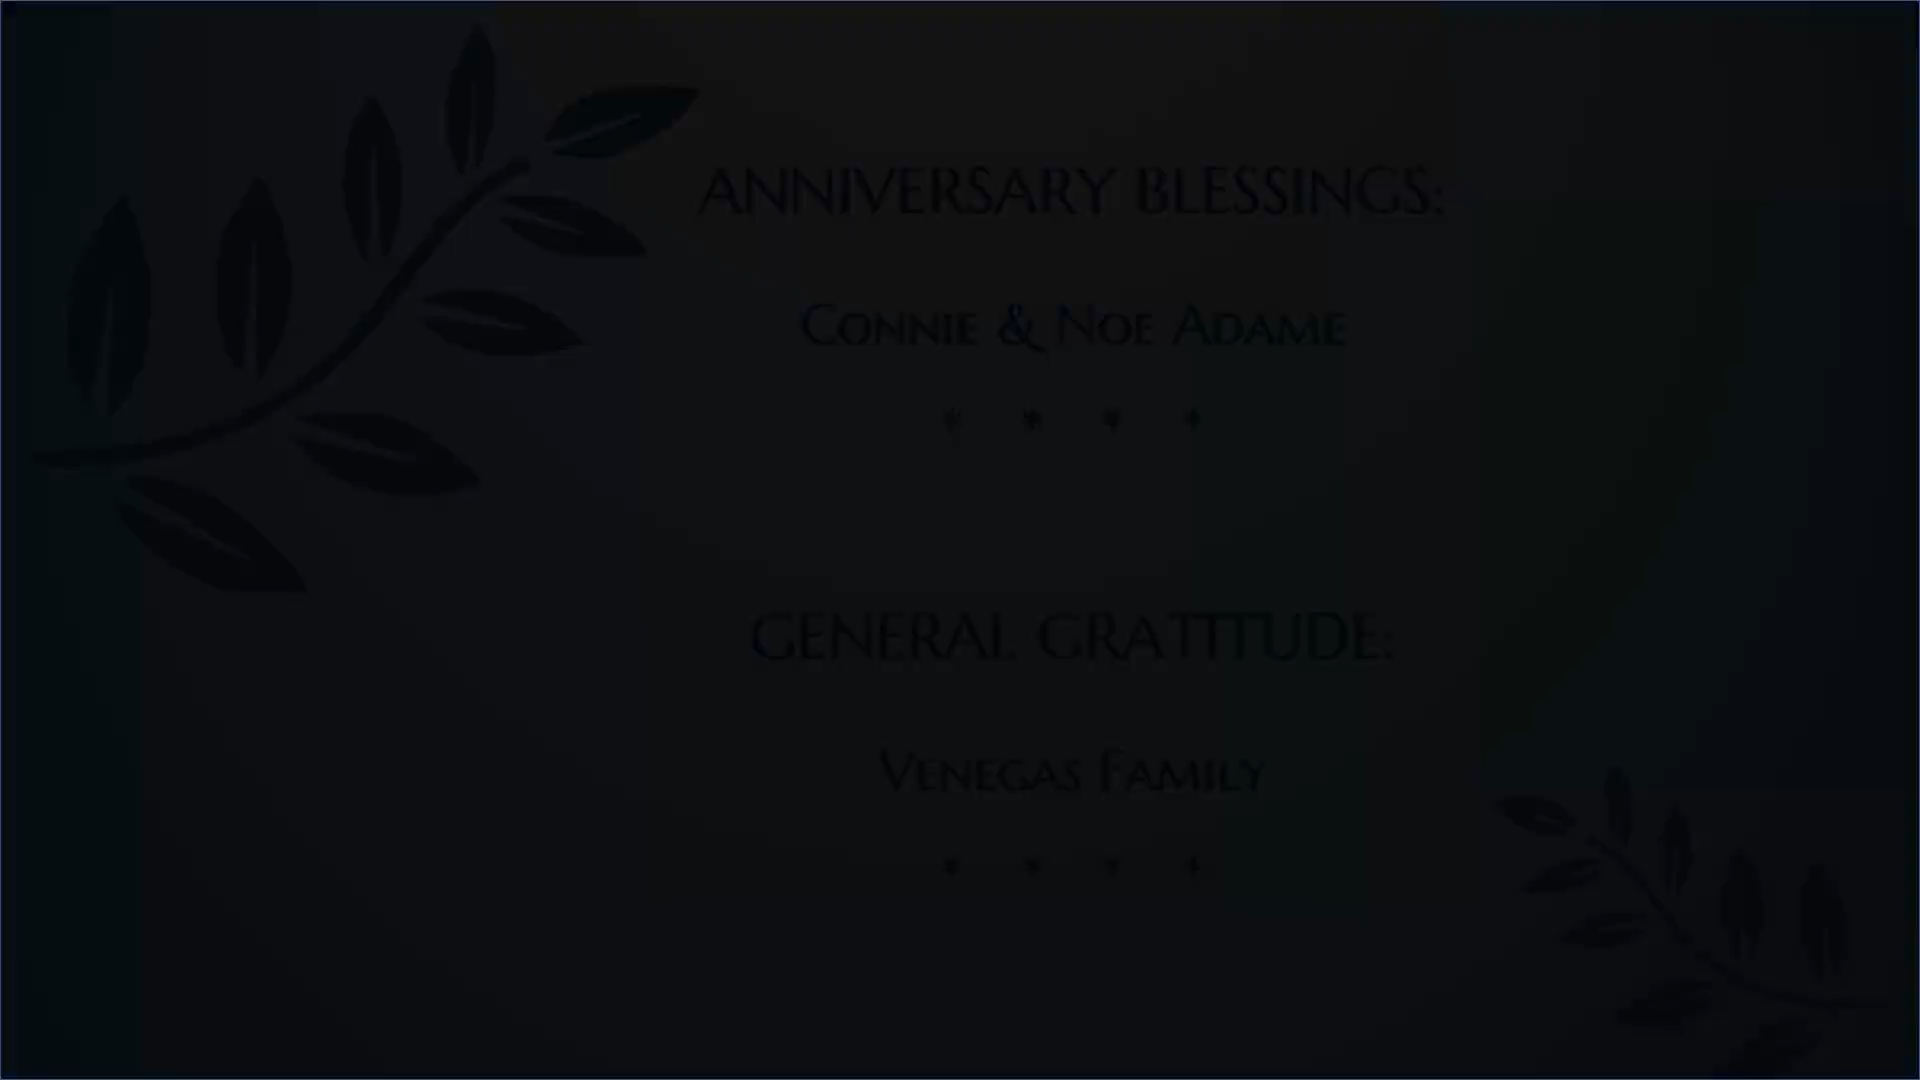 ANNIVERSARY BLESSINGS:
CONNIE & NOE ADAME
* * * *
GENERAL GRATITUDE:
VENEGAS FAMILY
* * * *